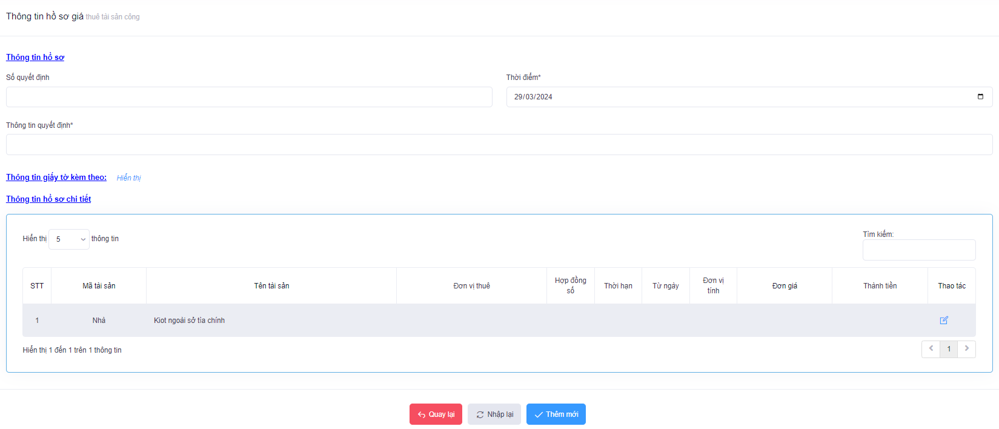 Thông tin hồ sơ giá thuê tài sản công
Thông tin hồ sơ
Số quyết định
Thời điểm*
29/03/2024
Thông tin quyết định*
Thông tin giấy tờ kèm theo: Hiển thị
Thông tin hồ sơ chi tiết
Hiển thị 5 thông tin
Tìm kiếm:
STT Mã tài sản Tên tài sản Đơn vị thuê Hợp đồng số Thời hạn Từ ngày Đơn vị tính Đơn giá Thành tiền Thao tác
1 Nhà Kiot ngoài sở tìa chính
Hiển thị 1 đến 1 trên 1 thông tin
1
Quay lại Nhập lại Thêm mới